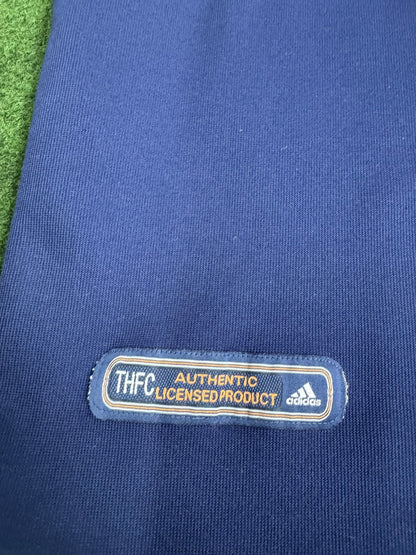 THFC
AUTHENTIC
LICENSED PRODUCT
adidas